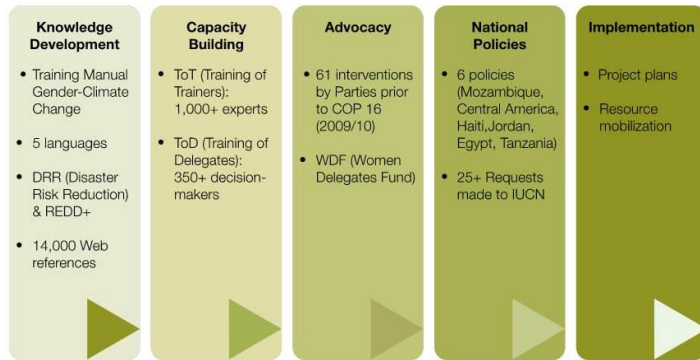 Knowledge
Development
• Training Manual
Gender-Climate
Change
• 5 languages
• DRR (Disaster
Risk Reduction)
& REDD+
• 14,000 Web
references
Capacity
Building
• ToT (Training of
Trainers):
1,000+ experts
• ToD (Training of
Delegates):
350+ decision-
makers
Advocacy
• 61 interventions
by Parties prior
to COP 16
(2009/10)
• WDF (Women
Delegates Fund)
National
Policies
• 6 policies
(Mozambique,
Central America,
Haiti,Jordan,
Egypt, Tanzania)
• 25+ Requests
made to IUCN
Implementation
• Project plans
• Resource
mobilization